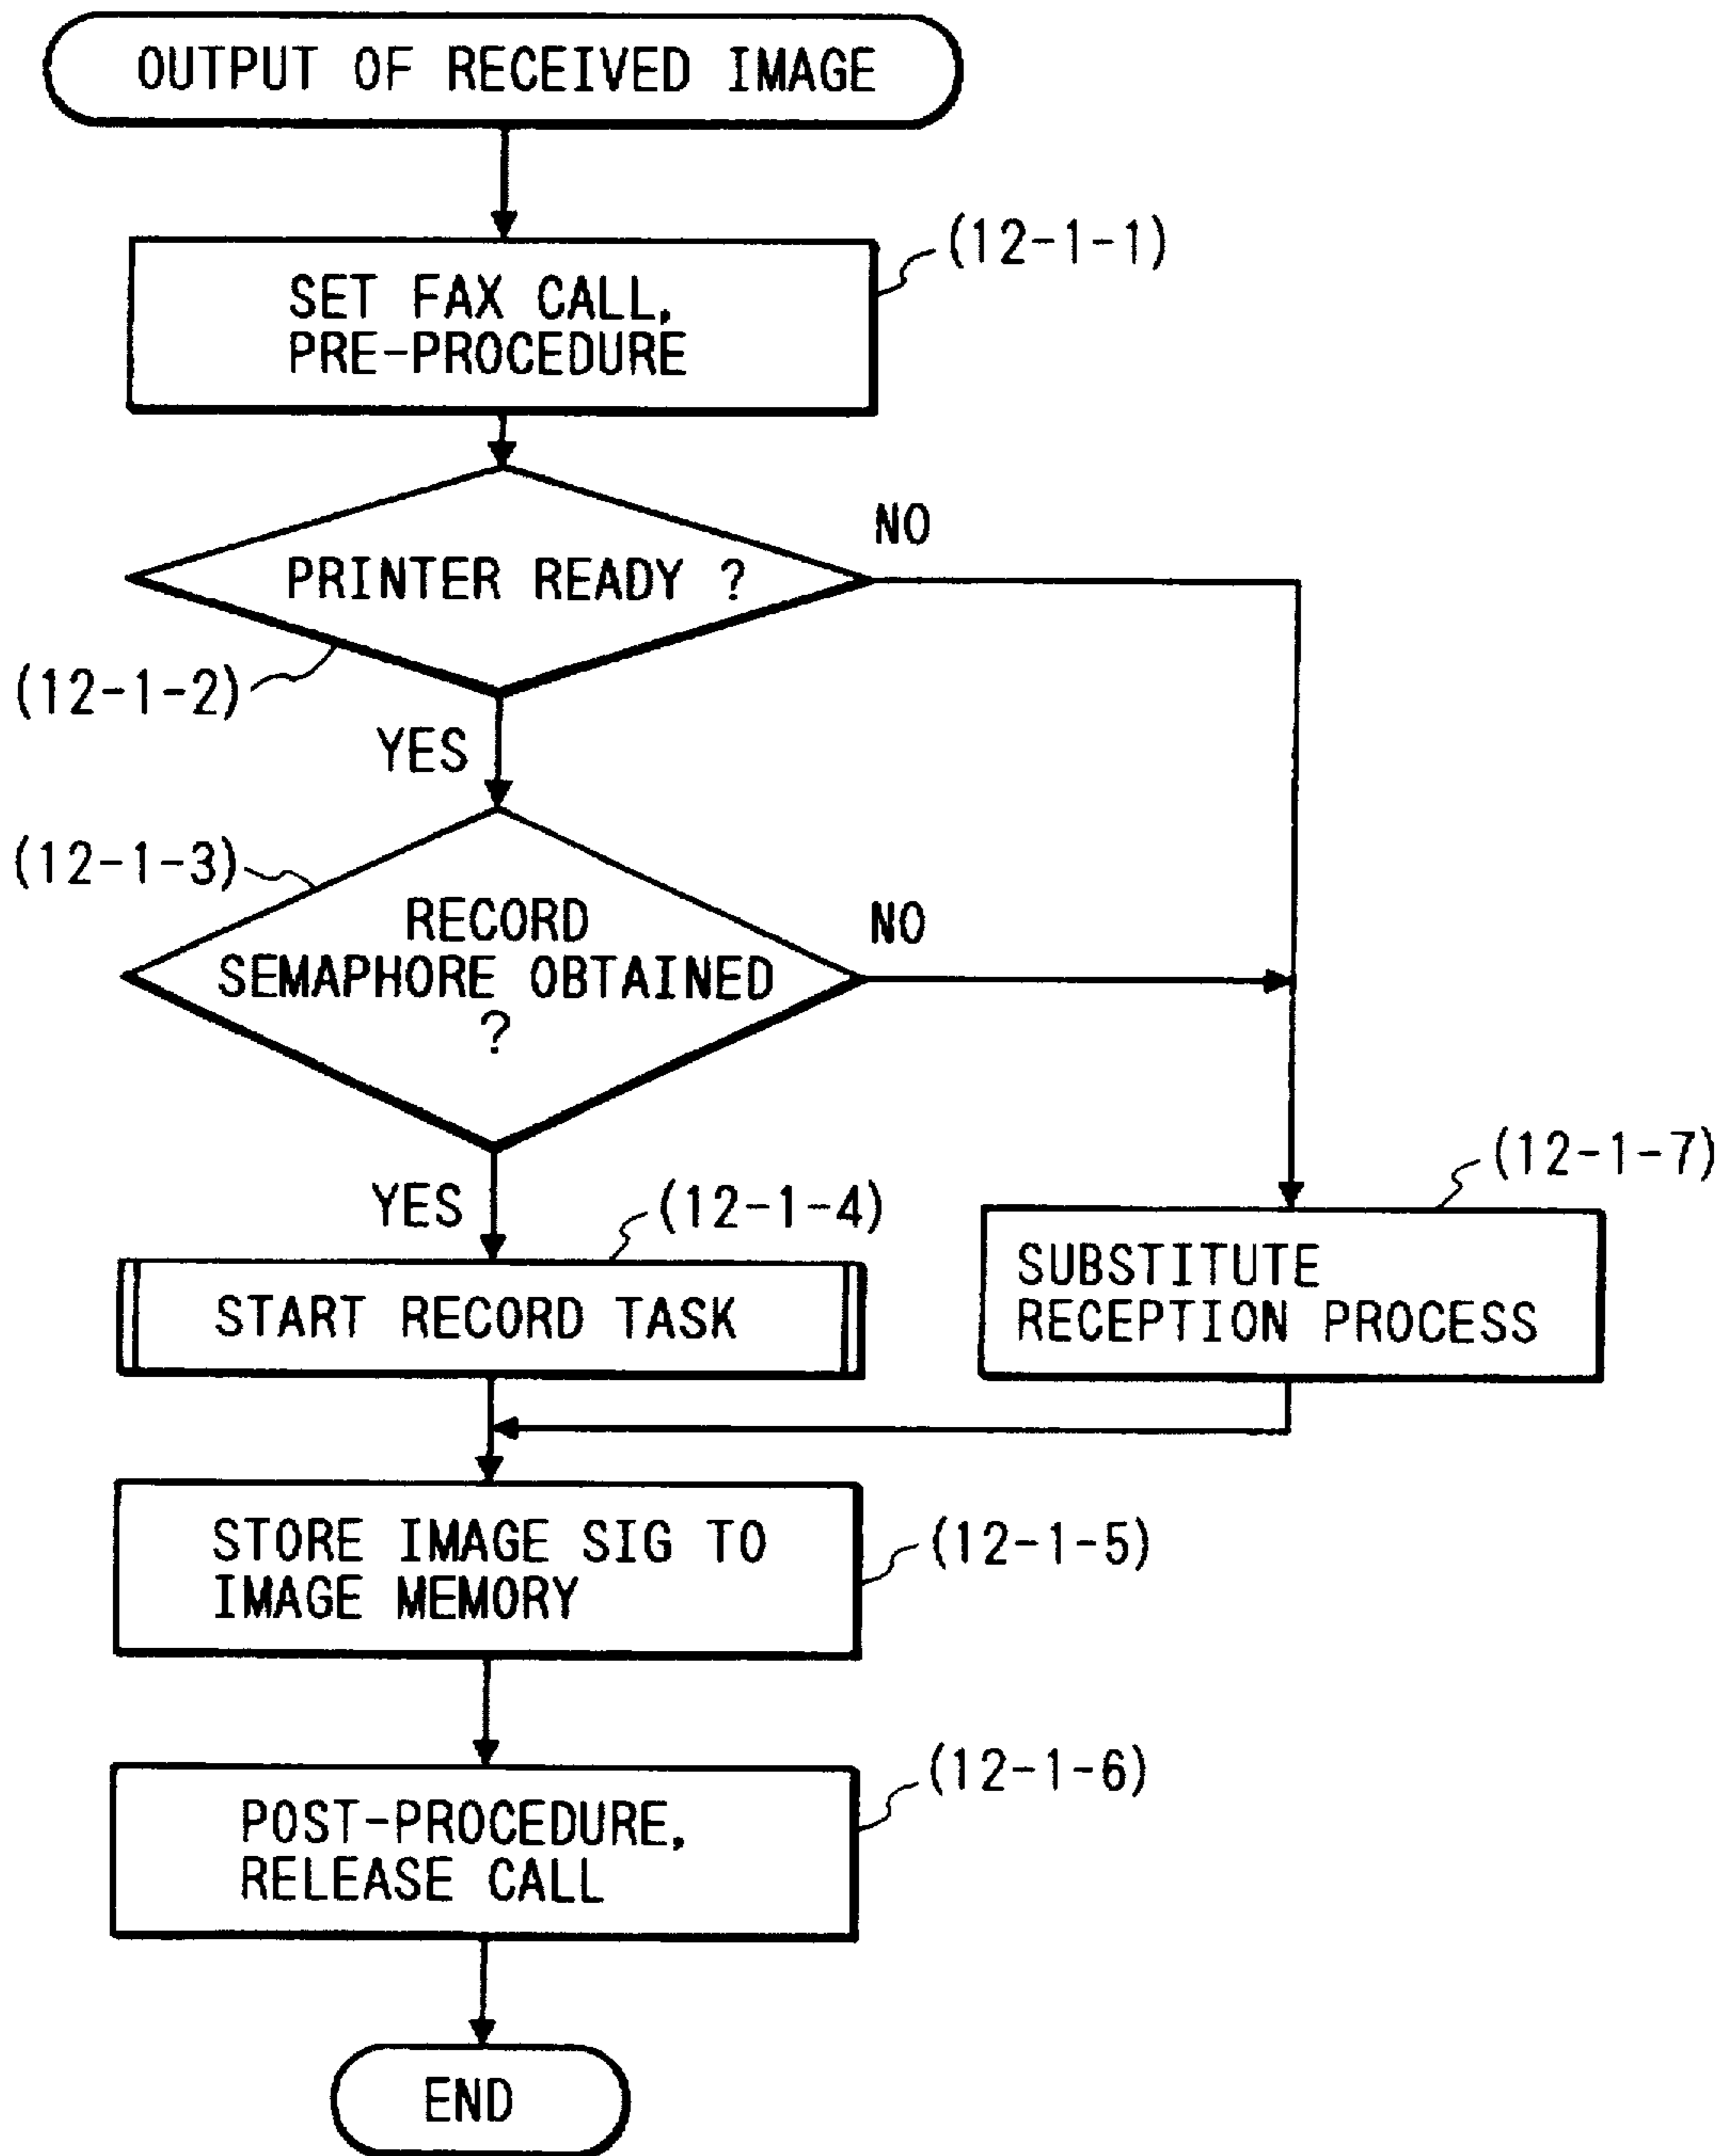 OUTPUT OF RECEIVED IMAGE
(12-1-1)
SET FAX CALL,
PRE-PROCEDURE
NO
PRINTER READY ?
(12-1-2)
YES
(12-1-3)
RECORD
SEMAPHORE OBTAINED
?
NO
YES
(12-1-4)
START RECORD TASK
(12-1-7)
SUBSTITUTE
RECEPTION PROCESS
STORE IMAGE SIG TO
IMAGE MEMORY
(12-1-5)
POST-PROCEDURE,
RELEASE CALL
(12-1-6)
END